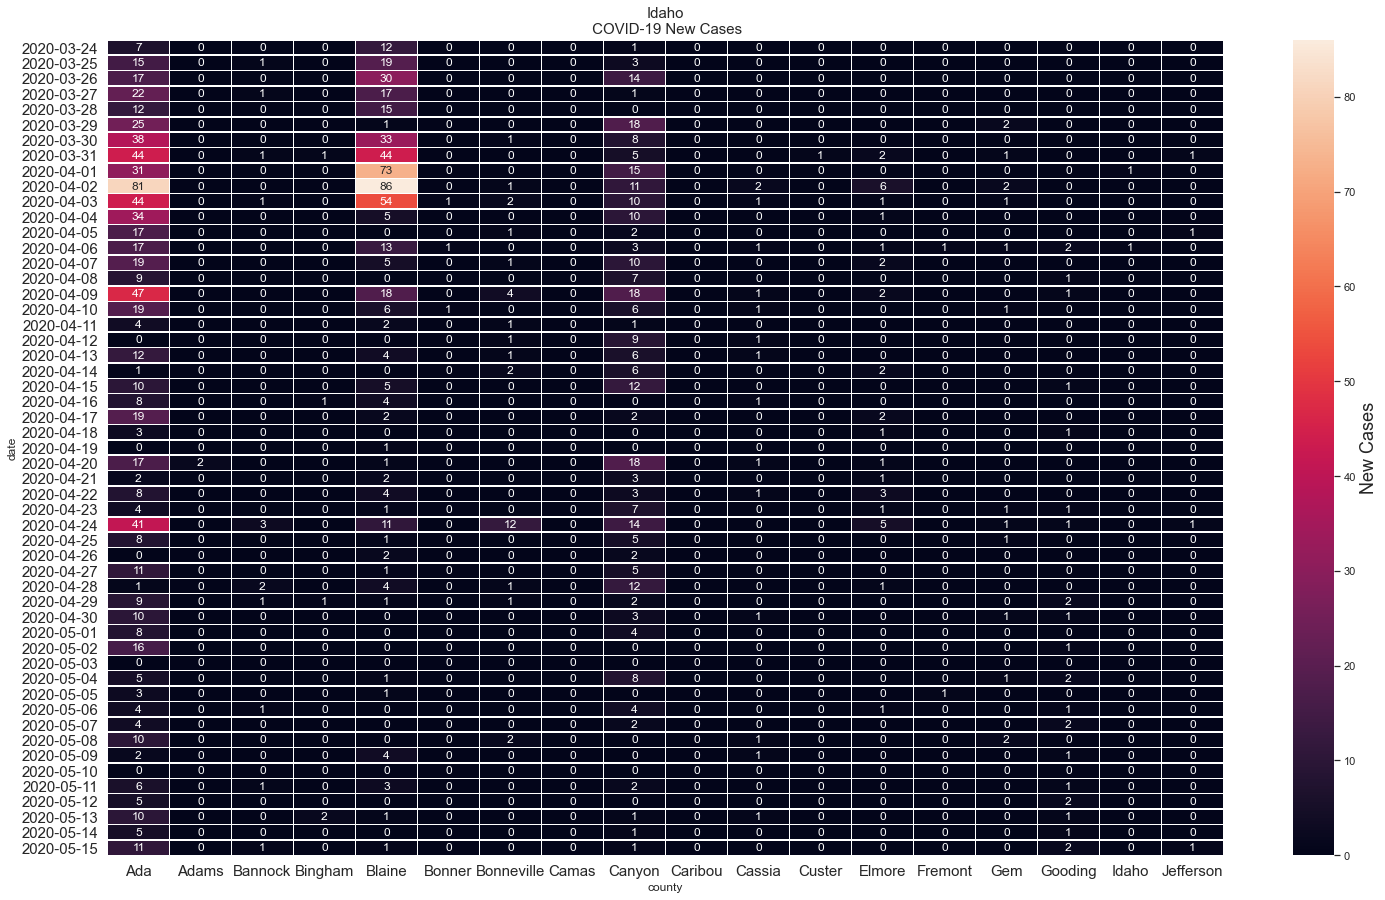 Idaho
COVID-19 New Cases
2020-03-24 7 0 0 0 12 0 0 0 1 0 0 0 0 0 0 0 0 0
2020-03-25 15 0 1 0 19 0 0 0 3 0 0 0 0 0 0 0 0 0
2020-03-26 17 0 0 0 30 0 0 0 14 0 0 0 0 0 0 0 0 0
2020-03-27 22 0 1 0 17 0 0 0 1 0 0 0 0 0 0 0 0 0
2020-03-28 12 0 0 0 15 0 0 0 0 0 0 0 0 0 0 0 0 0
2020-03-29 25 0 0 0 1 0 0 0 18 0 0 0 0 0 2 0 0 0
2020-03-30 38 0 0 0 33 0 1 0 8 0 0 0 0 0 0 0 0 0
2020-03-31 44 0 1 1 44 0 0 0 5 0 0 1 2 0 1 0 0 1
2020-04-01 31 0 0 0 73 0 0 0 15 0 0 0 0 0 0 0 1 0
2020-04-02 81 0 0 0 86 0 1 0 11 0 2 0 6 0 2 0 0 0
2020-04-03 44 0 1 0 54 1 2 0 10 0 1 0 1 0 1 0 0 0
2020-04-04 34 0 0 0 5 0 0 0 10 0 0 0 1 0 0 0 0 0
2020-04-05 17 0 0 0 0 0 1 0 2 0 0 0 0 0 0 0 0 1
2020-04-06 17 0 0 0 13 1 0 0 3 0 1 0 1 1 1 2 1 0
2020-04-07 19 0 0 0 5 0 1 0 10 0 0 0 2 0 0 0 0 0
2020-04-08 9 0 0 0 0 0 0 0 7 0 0 0 0 0 0 1 0 0
2020-04-09 47 0 0 0 18 0 4 0 18 0 1 0 2 0 0 1 0 0
2020-04-10 19 0 0 0 6 1 0 0 6 0 1 0 0 0 1 0 0 0
2020-04-11 4 0 0 0 2 0 1 0 1 0 0 0 0 0 0 0 0 0
2020-04-12 0 0 0 0 0 0 1 0 9 0 1 0 0 0 0 0 0 0
2020-04-13 12 0 0 0 4 0 1 0 6 0 1 0 0 0 0 0 0 0
2020-04-14 1 0 0 0 0 0 2 0 6 0 0 0 2 0 0 0 0 0
2020-04-15 10 0 0 0 5 0 0 0 12 0 0 0 0 0 0 1 0 0
2020-04-16 8 0 0 1 4 0 0 0 0 0 1 0 0 0 0 0 0 0
2020-04-17 19 0 0 0 2 0 0 0 2 0 0 0 2 0 0 0 0 0
2020-04-18 3 0 0 0 0 0 0 0 0 0 0 0 1 0 0 1 0 0
2020-04-19 0 0 0 0 1 0 0 0 0 0 0 0 0 0 0 0 0 0
2020-04-20 17 2 0 0 1 0 0 0 18 0 1 0 1 0 0 0 0 0
2020-04-21 2 0 0 0 2 0 0 0 3 0 0 0 1 0 0 0 0 0
2020-04-22 8 0 0 0 4 0 0 0 3 0 1 0 3 0 0 0 0 0
2020-04-23 4 0 0 0 1 0 0 0 7 0 0 0 1 0 1 1 0 0
2020-04-24 41 0 3 0 11 0 12 0 14 0 0 0 5 0 1 1 0 1
2020-04-25 8 0 0 0 1 0 0 0 5 0 0 0 0 0 1 0 0 0
2020-04-26 0 0 0 0 2 0 0 0 2 0 0 0 0 0 0 0 0 0
2020-04-27 11 0 0 0 1 0 0 0 5 0 0 0 0 0 0 0 0 0
2020-04-28 1 0 2 0 4 0 1 0 12 0 0 0 1 0 0 0 0 0
2020-04-29 9 0 1 1 1 0 1 0 2 0 0 0 0 0 0 2 0 0
2020-04-30 10 0 0 0 0 0 0 0 3 0 1 0 0 0 1 1 0 0
2020-05-01 8 0 0 0 0 0 0 0 4 0 0 0 0 0 0 0 0 0
2020-05-02 16 0 0 0 0 0 0 0 0 0 0 0 0 0 0 1 0 0
2020-05-03 0 0 0 0 0 0 0 0 0 0 0 0 0 0 0 0 0 0
2020-05-04 5 0 0 0 1 0 0 0 8 0 0 0 0 0 1 2 0 0
2020-05-05 3 0 0 0 1 0 0 0 0 0 0 0 0 1 0 0 0 0
2020-05-06 4 0 1 0 0 0 0 0 4 0 0 0 1 0 0 1 0 0
2020-05-07 4 0 0 0 0 0 0 0 2 0 0 0 0 0 0 2 0 0
2020-05-08 10 0 0 0 0 0 2 0 0 0 1 0 0 0 2 0 0 0
2020-05-09 2 0 0 0 4 0 0 0 0 0 1 0 0 0 0 1 0 0
2020-05-10 0 0 0 0 0 0 0 0 0 0 0 0 0 0 0 0 0 0
2020-05-11 6 0 1 0 3 0 0 0 2 0 0 0 0 0 0 1 0 0
2020-05-12 5 0 0 0 0 0 0 0 0 0 0 0 0 0 0 2 0 0
2020-05-13 10 0 0 2 1 0 0 0 1 0 1 0 0 0 0 1 0 0
2020-05-14 5 0 0 0 0 0 0 0 1 0 0 0 0 0 0 1 0 0
2020-05-15 11 0 1 0 1 0 0 0 1 0 0 0 0 0 0 2 0 1
Ada Adams Bannock Bingham Blaine Bonner Bonneville Camas Canyon Caribou Cassia Custer Elmore Fremont Gem Gooding Idaho Jefferson
county
date
80
70
60
50
40
30
20
10
0
New Cases